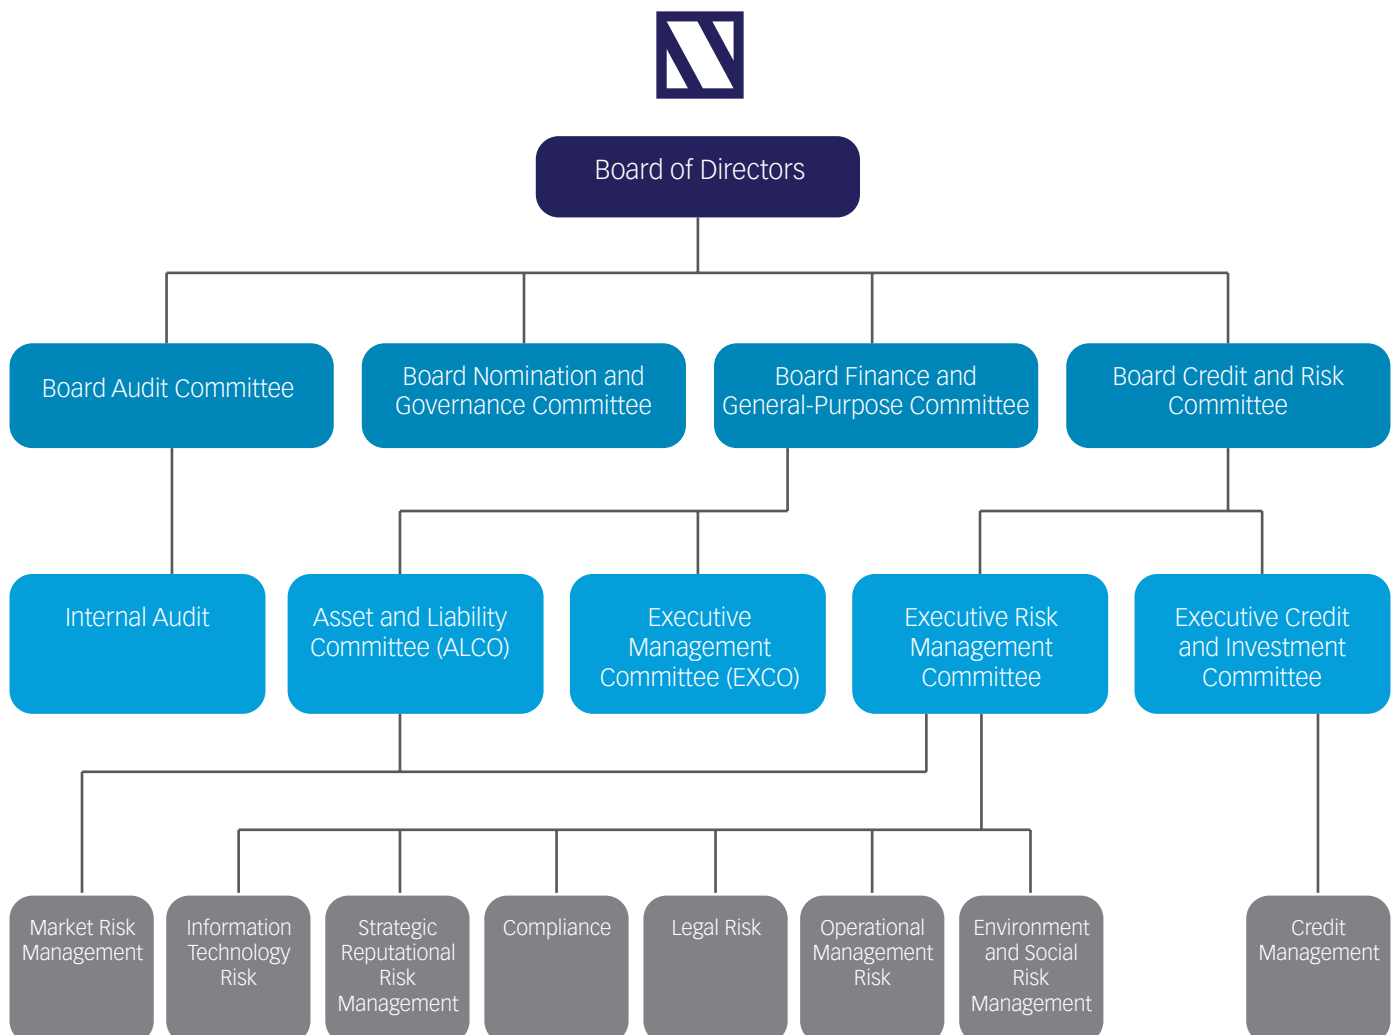 Board of Directors
Board Audit Committee
Board Nomination and
Governance Committee
Board Finance and
General-Purpose Committee
Board Credit and Risk
Committee
Internal Audit
Asset and Liability
Committee (ALCO)
Executive
Management
Committee (EXCO)
Executive Risk
Management
Committee
Executive Credit
and Investment
Committee
Market Risk
Management
Information
Technology
Risk
Strategic
Reputational
Risk
Management
Compliance
Legal Risk
Operational
Management
Risk
Environment
and Social
Risk
Management
Credit
Management